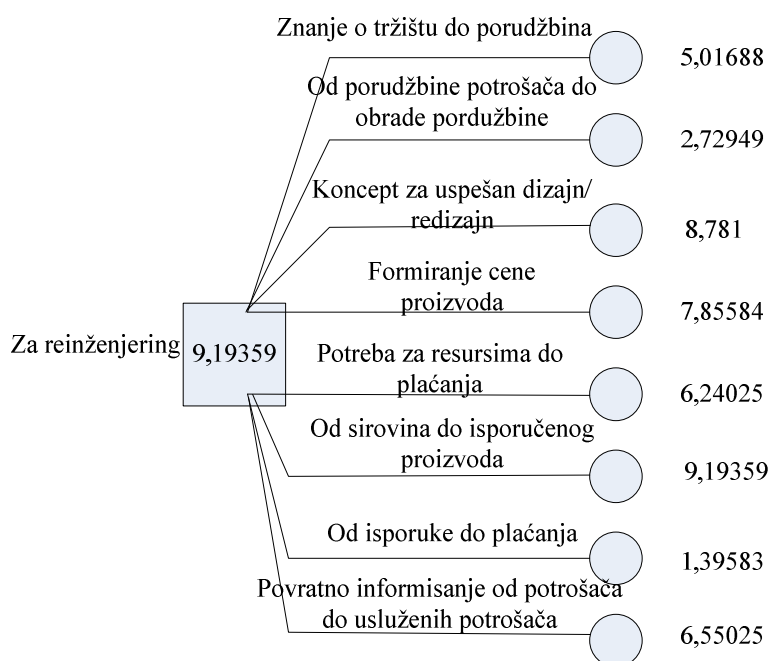 Znanje o tržištu do porudžbina
5,01688
Od porudžbine potrošača do
obrade pordužbine
2,72949
Koncept za uspešan dizajn/
redizajn
8,781
Formiranje cene
proizvoda
7,85584
Za reinženjering
9,19359
Potreba za resursima do
plaćanja
6,24025
Od sirovina do isporučenog
proizvoda
9,19359
Od isporuke do plaćanja
1,39583
Povratno informisanje od potrošača
do usluženih potrošača
6,55025